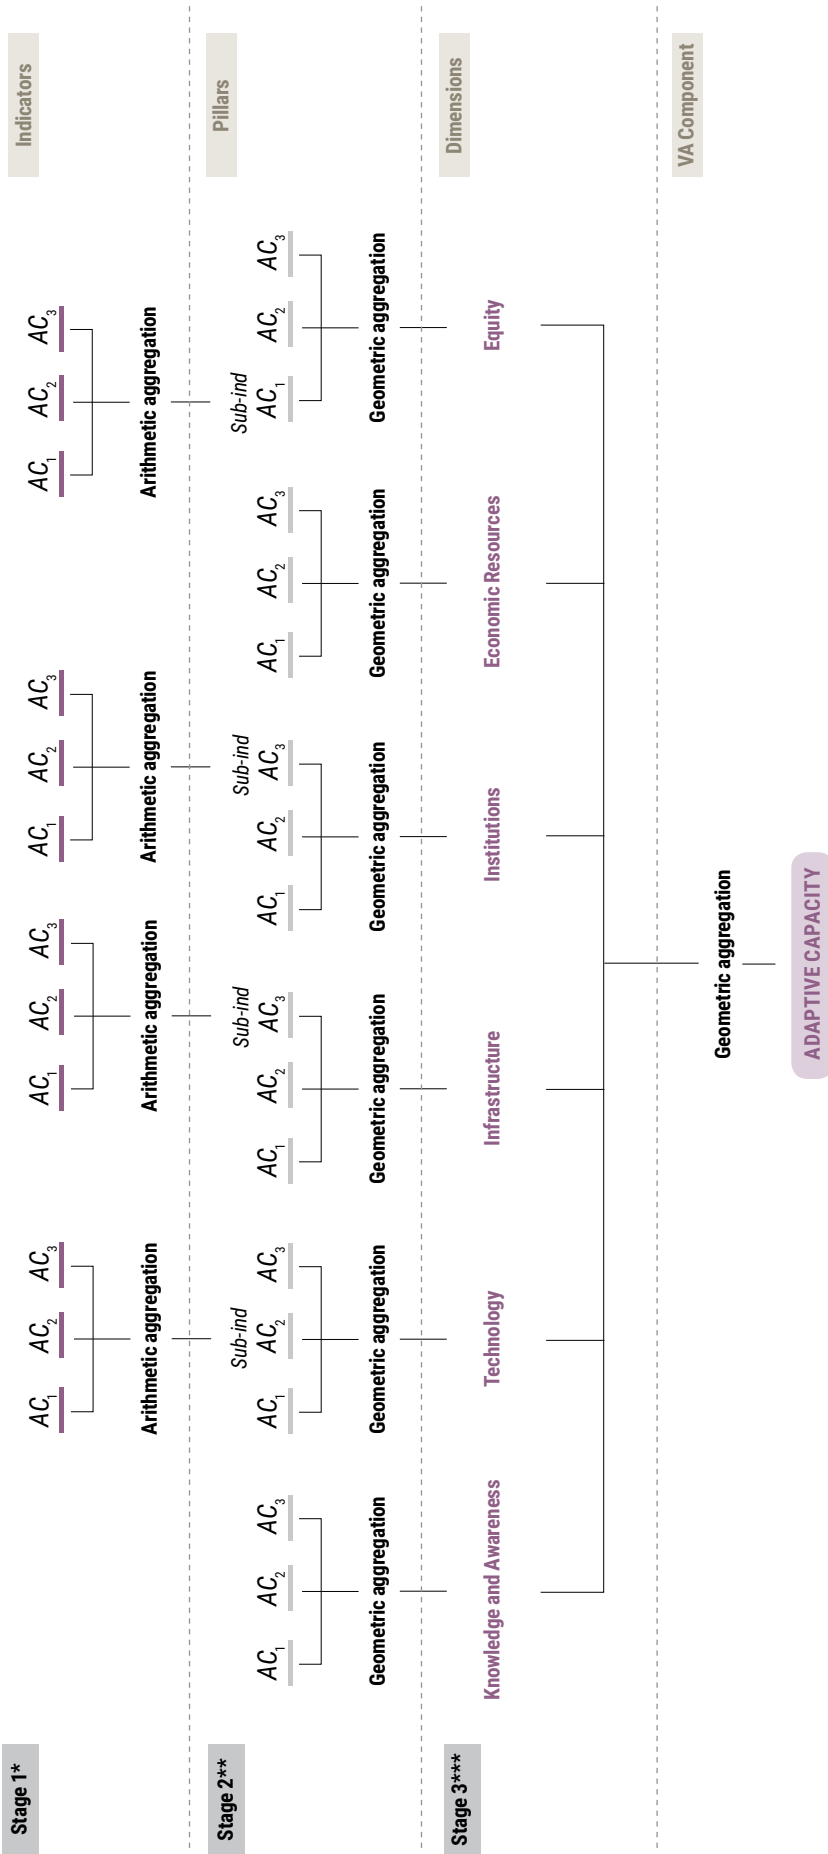 Stage 1* Indicators
AC₁ AC₂ AC₃ AC₁ AC₂ AC₃ AC₁ AC₂ AC₃ AC₁ AC₂ AC₃
Arithmetic aggregation Arithmetic aggregation Arithmetic aggregation Arithmetic aggregation
Stage 2** Pillars
Sub-ind Sub-ind Sub-ind Sub-ind
AC₁ AC₂ AC₃ AC₁ AC₂ AC₃ AC₁ AC₂ AC₃ AC₁ AC₂ AC₃ AC₁ AC₂ AC₃ AC₁ AC₂ AC₃
Geometric aggregation Geometric aggregation Geometric aggregation Geometric aggregation Geometric aggregation Geometric aggregation
Stage 3*** Dimensions
Knowledge and Awareness Technology Infrastructure Institutions Economic Resources Equity
VA Component
Geometric aggregation
ADAPTIVE CAPACITY